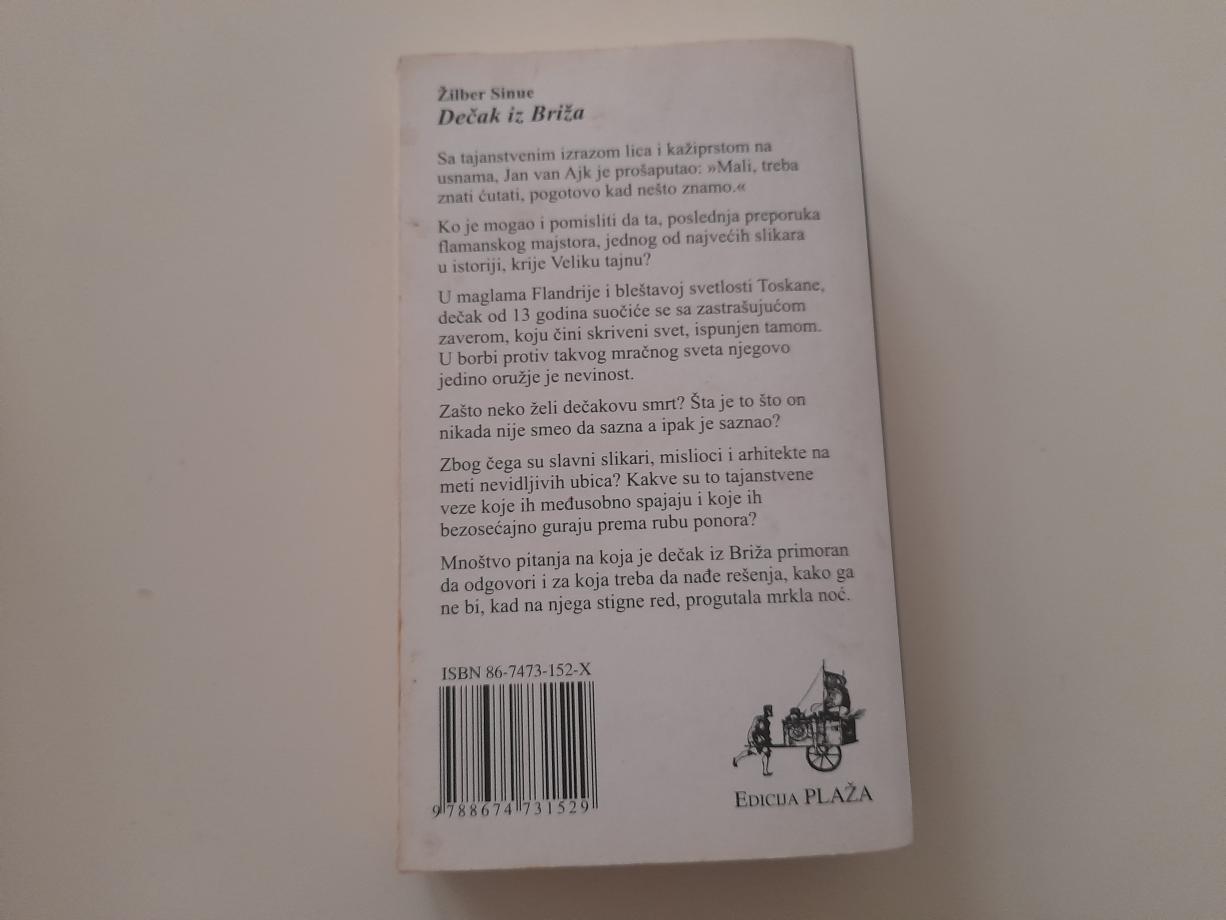 Žilber Sinue
Dečak iz Briža
Sa tajanstvenim izrazom lica i kažiprstom na
usnama, Jan van Ajk je prošaputao: »Mali, treba
znati ćutati, pogotovo kad nešto znamo.«
Ko je mogao i pomisliti da ta, poslednja preporuka
flamanskog majstora, jednog od najvećih slikara
u istoriji, krije Veliku tajnu?
U maglama Flandrije i bleštavoj svetlosti Toskane,
dečak od 13 godina suočiće se sa zastrašujućom
zaverom, koju čini skriveni svet, ispunjen tamom.
U borbi protiv takvog mračnog sveta njegovo
jedino oružje je nevinost.
Zašto neko želi dečakovu smrt? Šta je to što on
nikada nije smeo da sazna a ipak je saznao?
Zbog čega su slavni slikari, mislioci i arhitekte na
meti nevidljivih ubica? Kakve su to tajanstvene
veze koje ih međusobno spajaju i koje ih
bezosećajno guraju prema rubu ponora?
Mnoštvo pitanja na koja je dečak iz Briža primoran
da odgovori i za koja treba da nađe rešenja, kako ga
ne bi, kad na njega stigne red, progutala mrkla noć.
ISBN 86-7473-152-X
9 788674 731529
EDICIJA PLAŽA